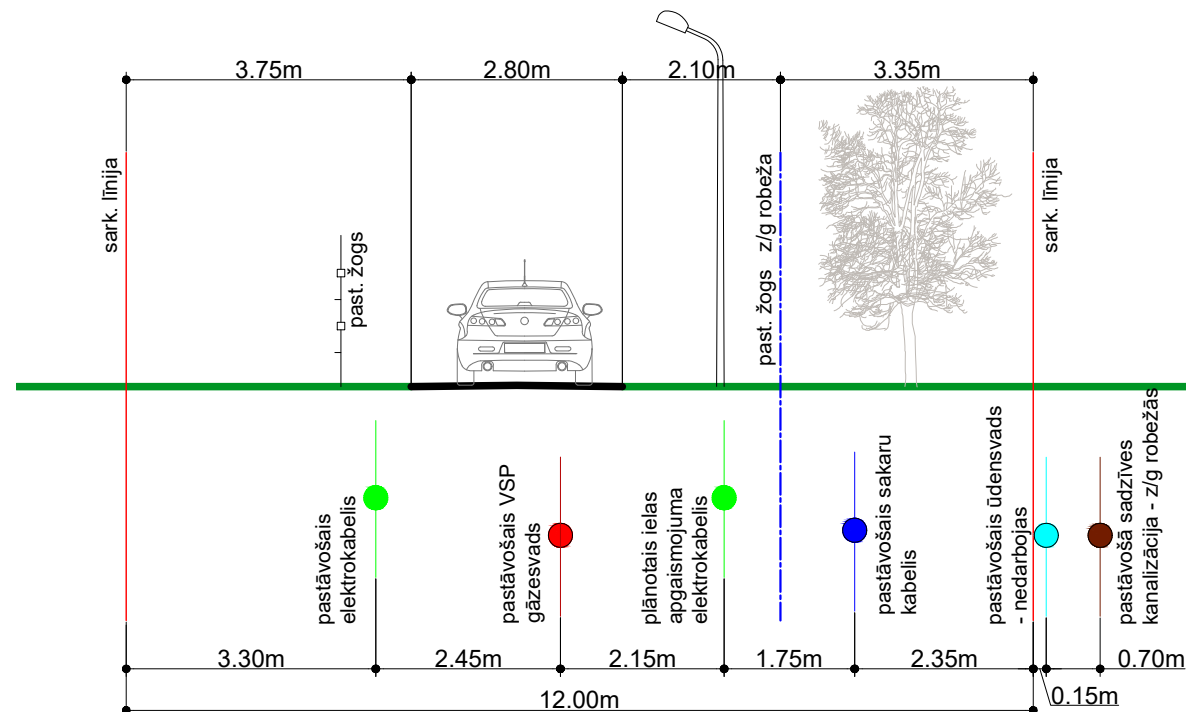 3.75m
2.80m
2.10m
3.35m
sark. līnija
past. žogs
past. žogs z/g robeža
sark. līnija
pastāvošais
elektrokabelis
pastāvošais VSP
gāzesvads
plānotais ielas
apgaismojuma
elektrokabelis
pastāvošais sakaru
kabelis
pastāvošais ūdensvads
- nedarbojas
pastāvošā sadzīves
kanalizācija - z/g robežās
3.30m
2.45m
2.15m
1.75m
2.35m
0.70m
0.15m
12.00m